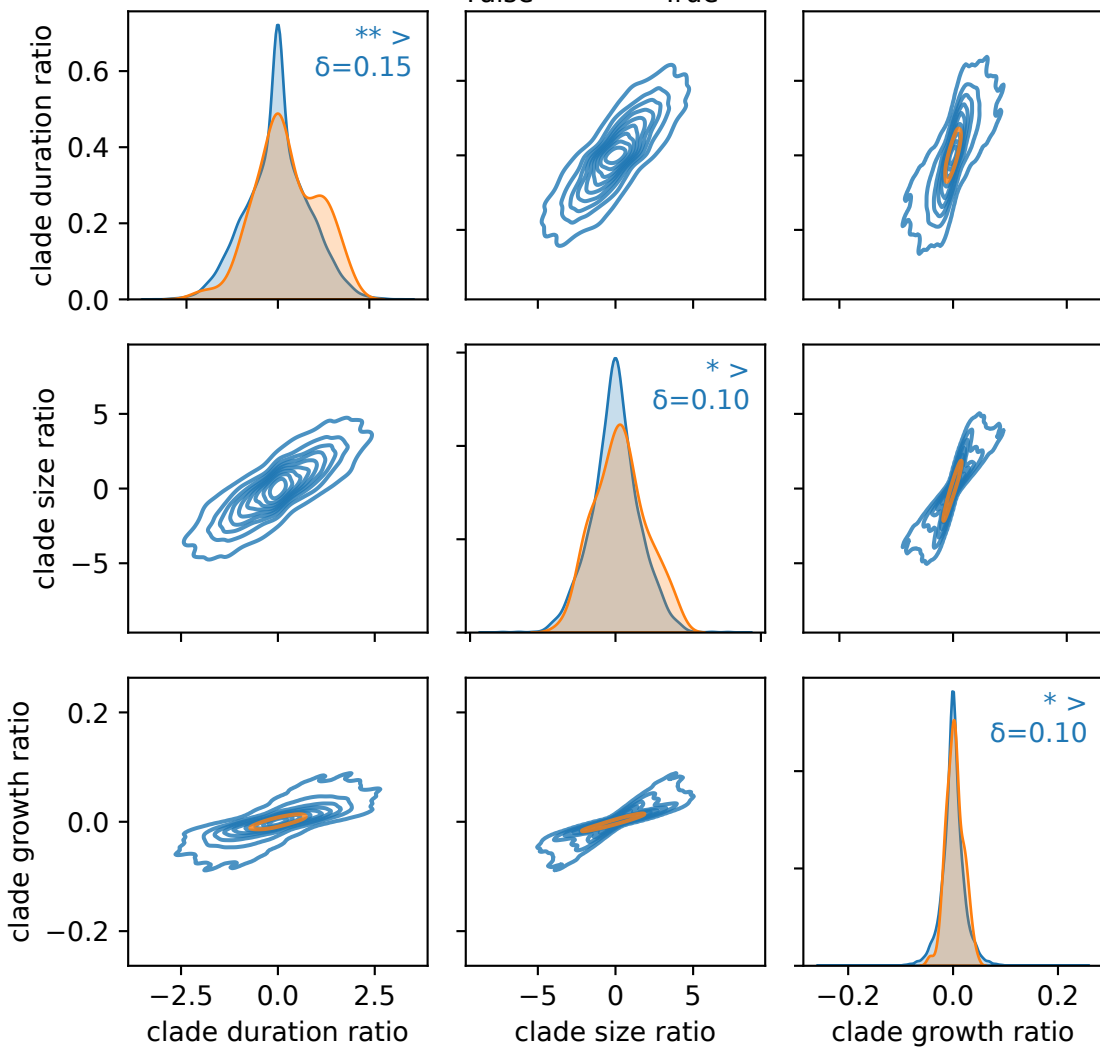 ** >
δ=0.15
0.6
0.4
0.2
0.0
clade duration ratio
* >
δ=0.10
5
0
−5
clade size ratio
* >
δ=0.10
0.2
0.0
−0.2
clade growth ratio
−2.5 0.0 2.5
−5 0 5
−0.2 0.0 0.2
clade duration ratio
clade size ratio
clade growth ratio